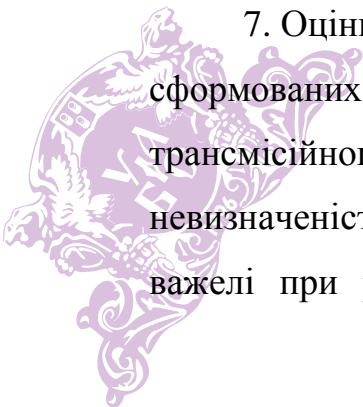 7. Оцін
сформованих
трансмісійно
невизначеніст
важелі при